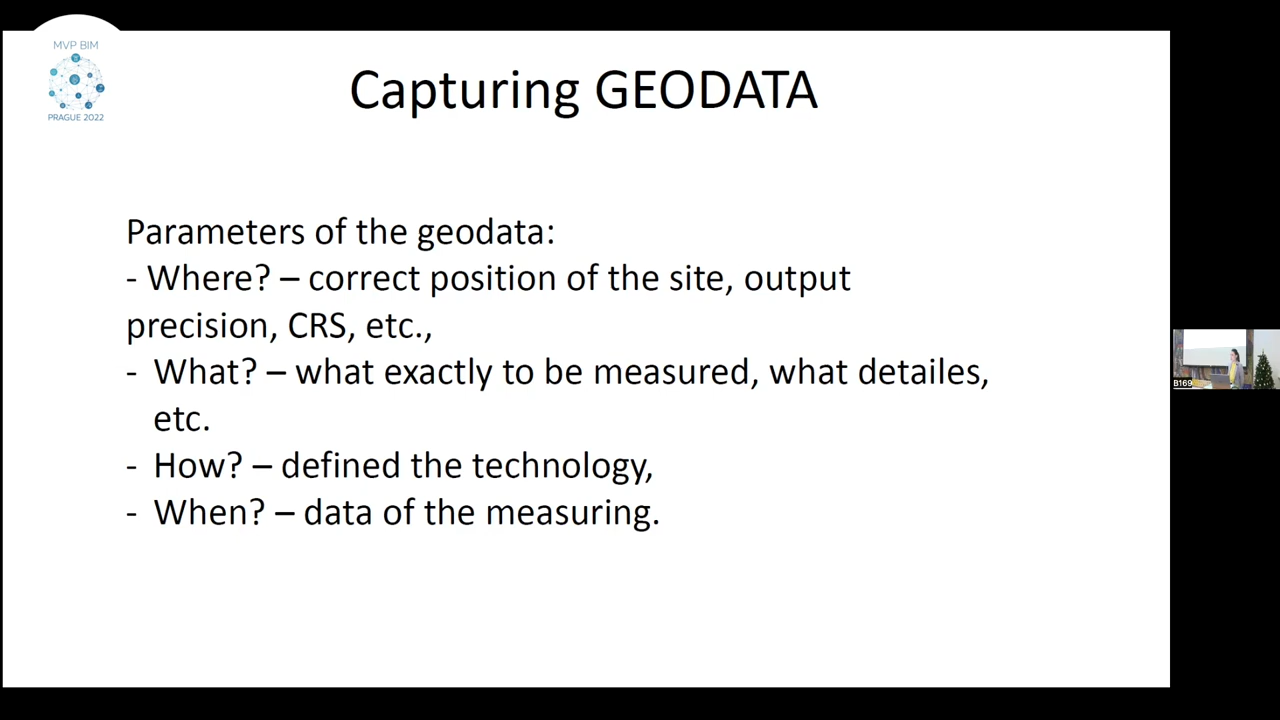 MVP BIM
PRAGUE 2022
Capturing GEODATA
Parameters of the geodata:
- Where? – correct position of the site, output
precision, CRS, etc.,
- What? – what exactly to be measured, what detailes,
etc.
- How? – defined the technology,
- When? – data of the measuring.
B169